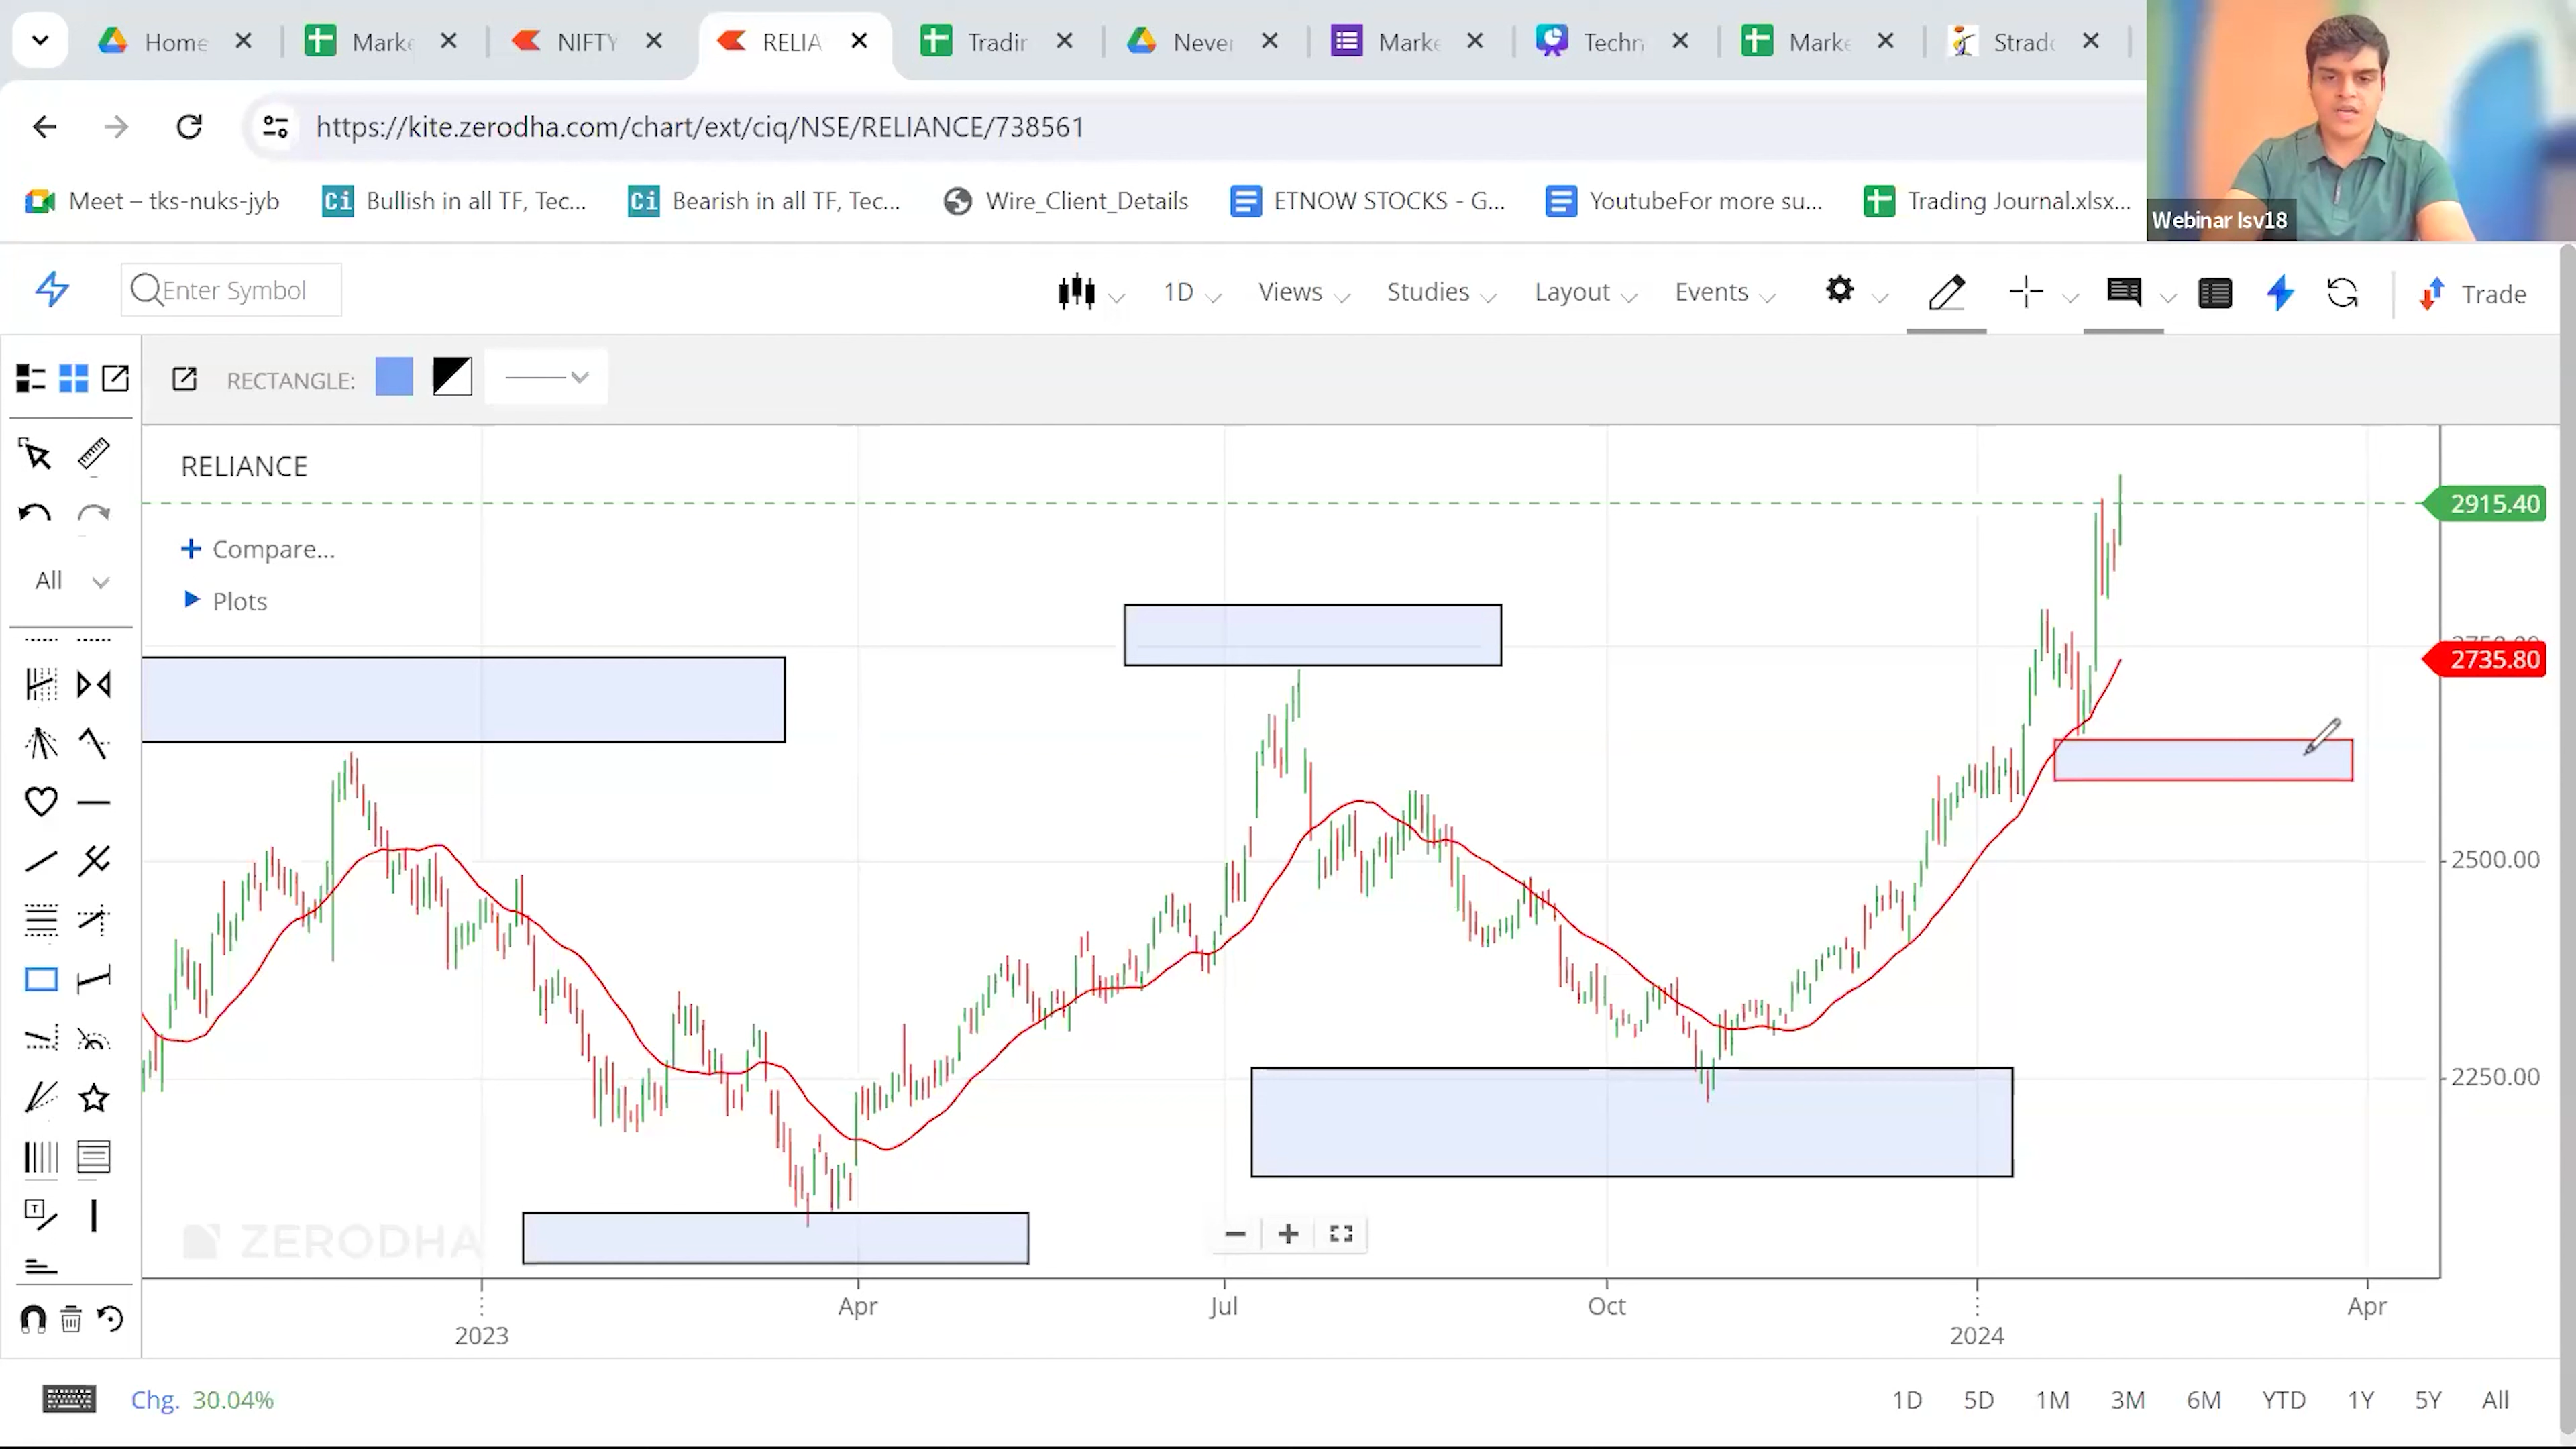 Home
Marke
NIFTY
RELIA
Tradin
Never
Marke
Techn
Marke
Strad
https://kite.zerodha.com/chart/ext/ciq/NSE/RELIANCE/738561
Meet – tks-nuks-jyb
Ci Bullish in all TF, Tec...
Ci Bearish in all TF, Tec...
Wire_Client_Details
ETNOW STOCKS - G...
YoutubeFor more su...
Trading Journal.xlsx...
Webinar Isv18
Enter Symbol
1D
Views
Studies
Layout
Events
Trade
RECTANGLE:
All
RELIANCE
Compare...
Plots
2915.40
2735.80
2500.00
2250.00
ZERODHA
Apr
Jul
Oct
Apr
2023
2024
Chg. 30.04%
1D 5D 1M 3M 6M YTD 1Y 5Y All